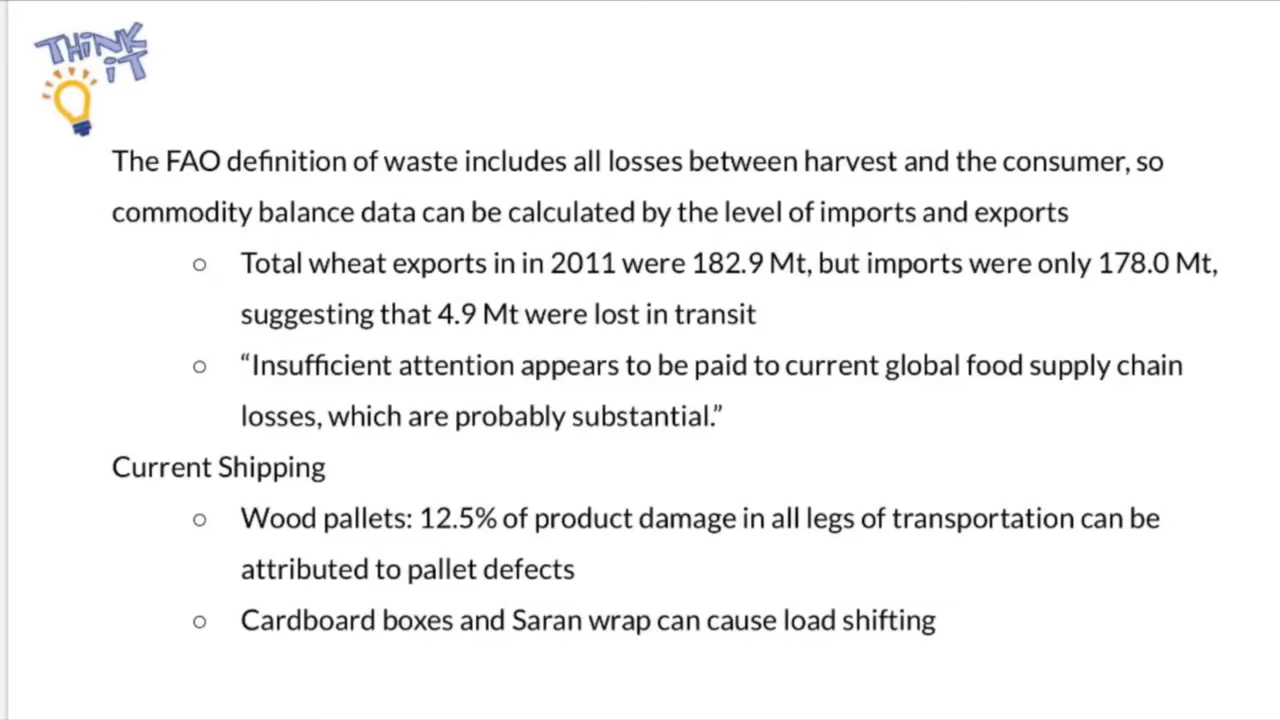 THiNK
iT
The FAO definition of waste includes all losses between harvest and the consumer, so
commodity balance data can be calculated by the level of imports and exports
○ Total wheat exports in in 2011 were 182.9 Mt, but imports were only 178.0 Mt,
suggesting that 4.9 Mt were lost in transit
○ “Insufficient attention appears to be paid to current global food supply chain
losses, which are probably substantial.”
Current Shipping
○ Wood pallets: 12.5% of product damage in all legs of transportation can be
attributed to pallet defects
○ Cardboard boxes and Saran wrap can cause load shifting